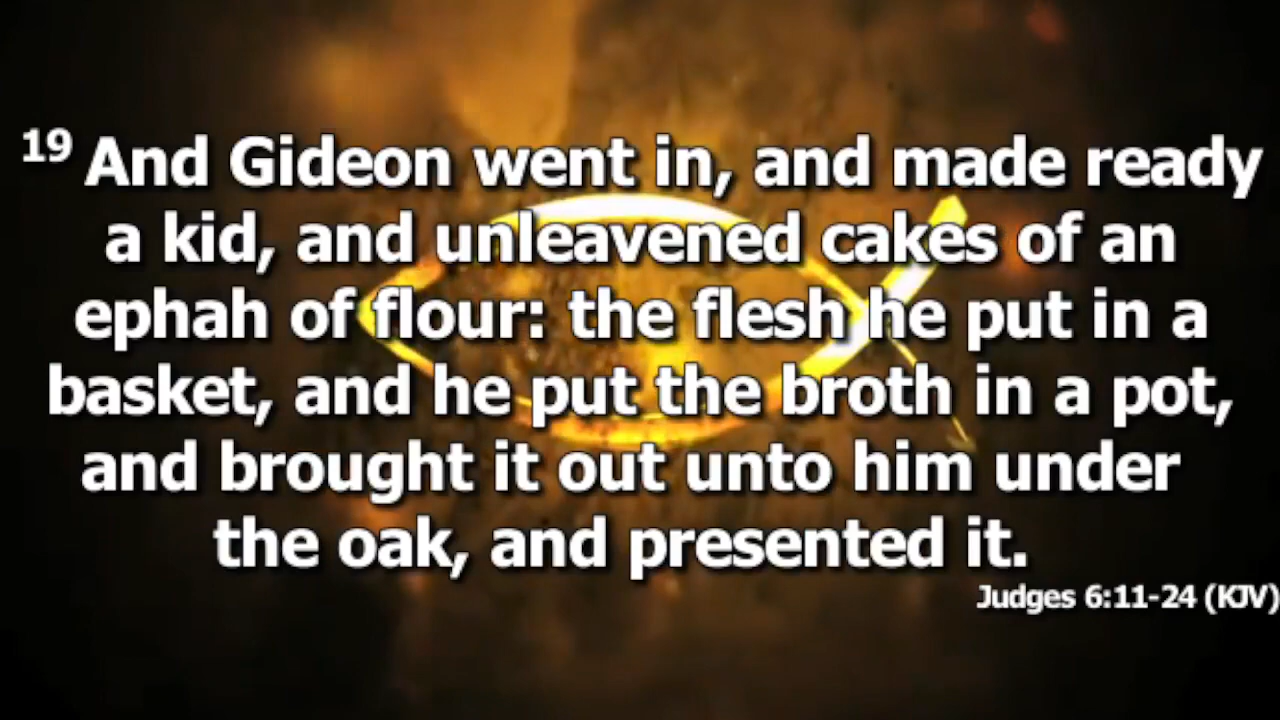 19 And Gideon went in, and made ready
a kid, and unleavened cakes of an
ephah of flour: the flesh he put in a
basket, and he put the broth in a pot,
and brought it out unto him under
the oak, and presented it.
Judges 6:11-24 (KJV)